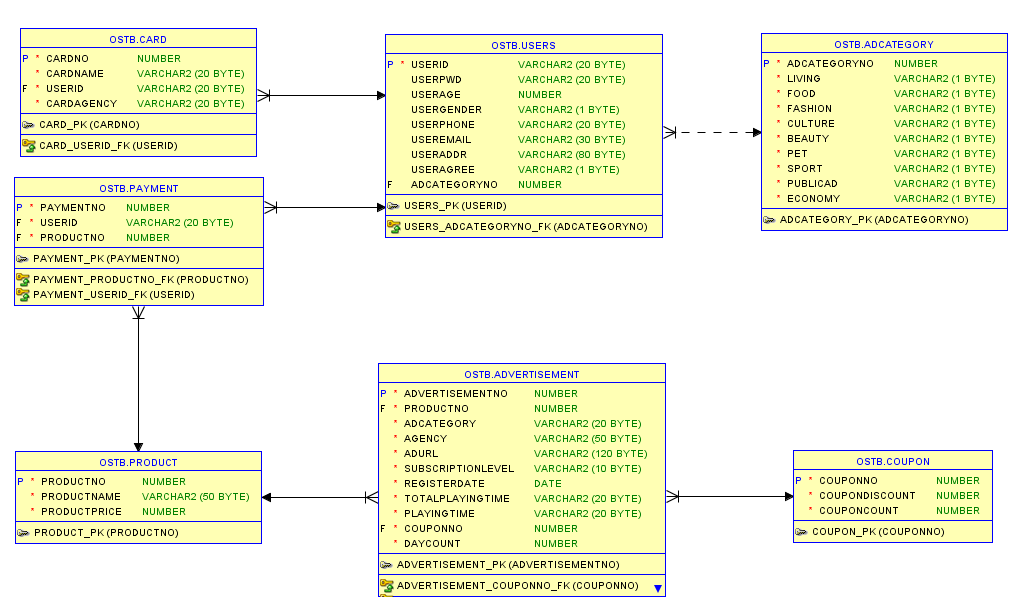 OSTB.CARD
P * CARDNO NUMBER
* CARDNAME VARCHAR2 (20 BYTE)
F * USERID VARCHAR2 (20 BYTE)
* CARDAGENCY VARCHAR2 (20 BYTE)
CARD_PK (CARDNO)
CARD_USERID_FK (USERID)
OSTB.USERS
P * USERID VARCHAR2 (20 BYTE)
USERPWD VARCHAR2 (20 BYTE)
USERAGE NUMBER
USERGENDER VARCHAR2 (1 BYTE)
USERPHONE VARCHAR2 (20 BYTE)
USEREMAIL VARCHAR2 (30 BYTE)
USERADDR VARCHAR2 (80 BYTE)
USERAGREE VARCHAR2 (1 BYTE)
F ADCATEGORYNO NUMBER
USERS_PK (USERID)
USERS_ADCATEGORYNO_FK (ADCATEGORYNO)
OSTB.ADCATEGORY
P * ADCATEGORYNO NUMBER
* LIVING VARCHAR2 (1 BYTE)
* FOOD VARCHAR2 (1 BYTE)
* FASHION VARCHAR2 (1 BYTE)
* CULTURE VARCHAR2 (1 BYTE)
* BEAUTY VARCHAR2 (1 BYTE)
* PET VARCHAR2 (1 BYTE)
* SPORT VARCHAR2 (1 BYTE)
* PUBLICAD VARCHAR2 (1 BYTE)
* ECONOMY VARCHAR2 (1 BYTE)
ADCATEGORY_PK (ADCATEGORYNO)
OSTB.PAYMENT
P * PAYMENTNO NUMBER
F * USERID VARCHAR2 (20 BYTE)
F * PRODUCTNO NUMBER
PAYMENT_PK (PAYMENTNO)
PAYMENT_PRODUCTNO_FK (PRODUCTNO)
PAYMENT_USERID_FK (USERID)
OSTB.PRODUCT
P * PRODUCTNO NUMBER
* PRODUCTNAME VARCHAR2 (50 BYTE)
* PRODUCTPRICE NUMBER
PRODUCT_PK (PRODUCTNO)
OSTB.ADVERTISEMENT
P * ADVERTISEMENTNO NUMBER
F * PRODUCTNO NUMBER
* ADCATEGORY VARCHAR2 (20 BYTE)
* AGENCY VARCHAR2 (50 BYTE)
* ADURL VARCHAR2 (120 BYTE)
* SUBSCRIPTIONLEVEL VARCHAR2 (10 BYTE)
* REGISTERDATE DATE
* TOTALPLAYINGTIME VARCHAR2 (20 BYTE)
* PLAYINGTIME VARCHAR2 (20 BYTE)
F * COUPONNO NUMBER
* DAYCOUNT NUMBER
ADVERTISEMENT_PK (ADVERTISEMENTNO)
ADVERTISEMENT_COUPONNO_FK (COUPONNO)
OSTB.COUPON
P * COUPONNO NUMBER
* COUPONDISCOUNT NUMBER
* COUPONCOUNT NUMBER
COUPON_PK (COUPONNO)